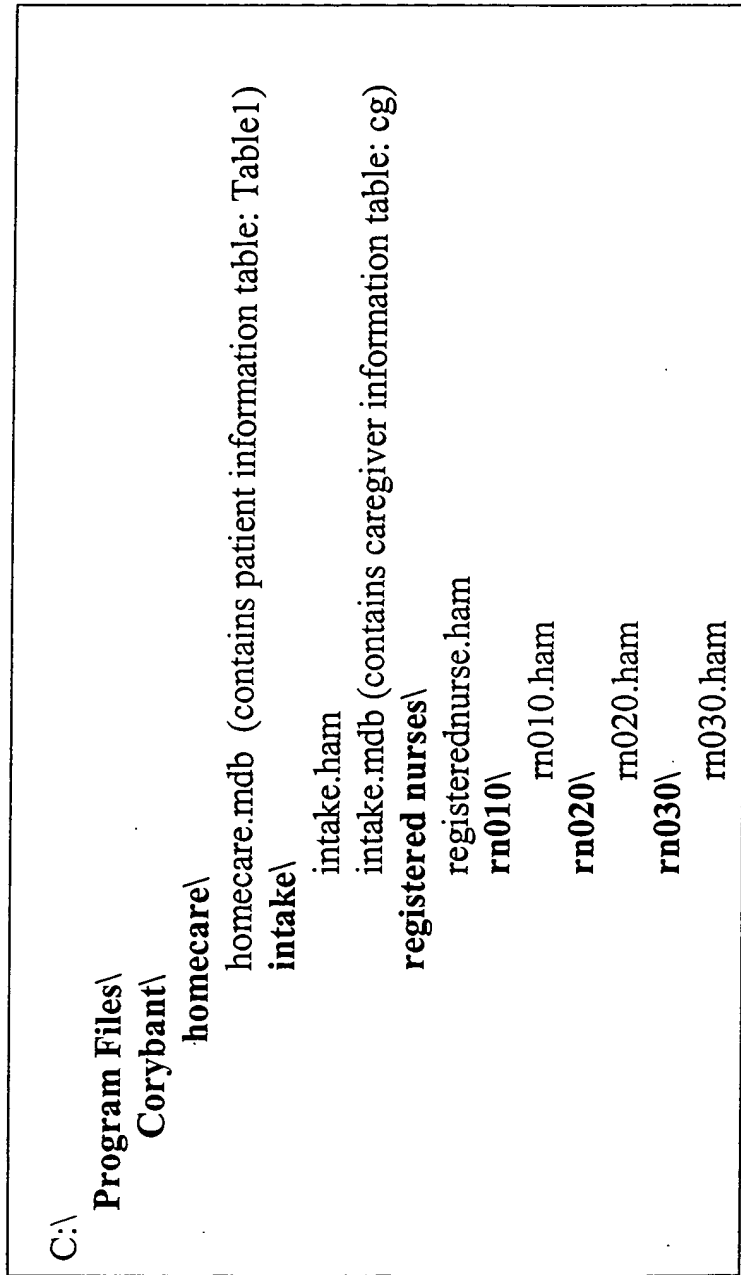 C:\
Program Files\
Corybant\
homecare\
homecare.mdb (contains patient information table: Table1)
intake\
intake.ham
intake.mdb (contains caregiver information table: cg)
registered nurses\
registerednurse.ham
rn010\
rn010.ham
rn020\
rn020.ham
rn030\
rn030.ham